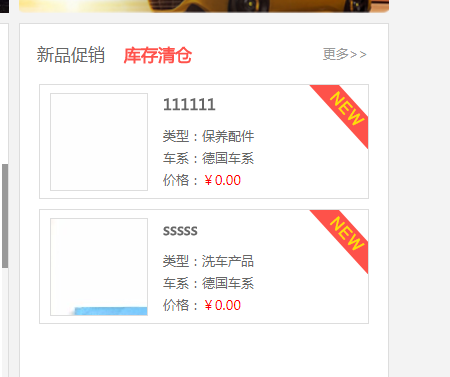 新品促销 库存清仓 更多>>
111111
NEW
类型：保养配件
车系：德国车系
价格：￥0.00
sssss
NEW
类型：洗车产品
车系：德国车系
价格：￥0.00